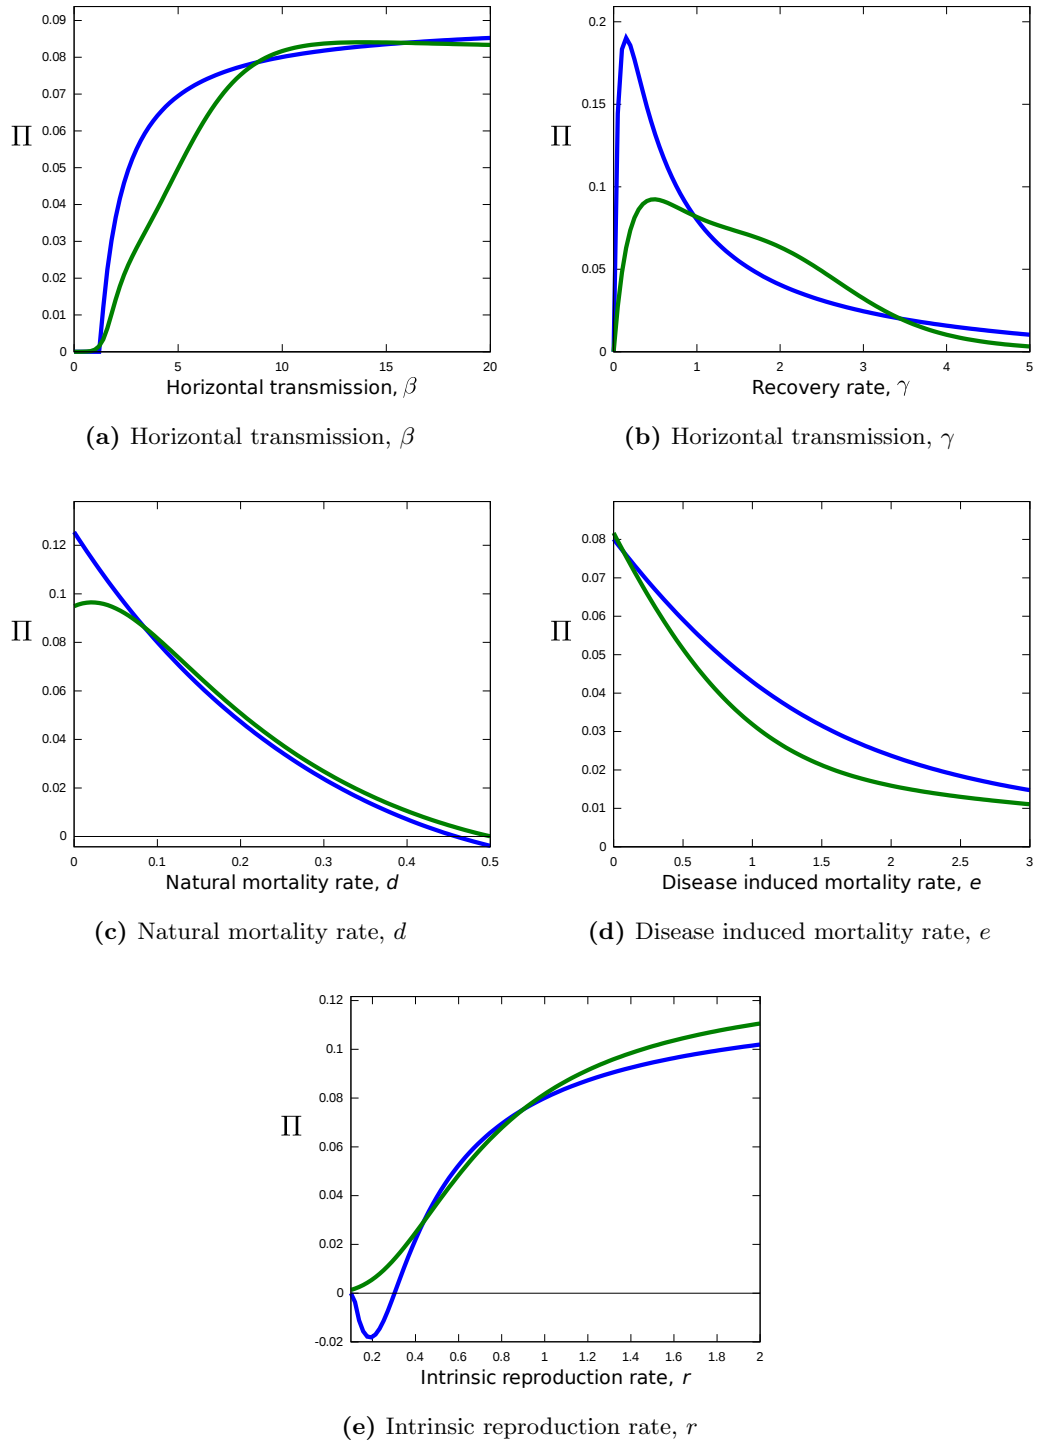 0.09
0.08
0.07
0.06
0.05
0.04
0.03
0.02
0.01
0
Π
0 5 10 15 20
Horizontal transmission, β
(a) Horizontal transmission, β
0.2
0.15
0.1
0.05
0
Π
0 1 2 3 4 5
Recovery rate, γ
(b) Horizontal transmission, γ
0.12
0.1
0.08
0.06
0.04
0.02
0
Π
0 0.1 0.2 0.3 0.4 0.5
Natural mortality rate, d
(c) Natural mortality rate, d
0.08
0.07
0.06
0.05
0.04
0.03
0.02
0.01
0
Π
0 0.5 1 1.5 2 2.5 3
Disease induced mortality rate, e
(d) Disease induced mortality rate, e
0.12
0.1
0.08
0.06
0.04
0.02
0
-0.02
Π
0.2 0.4 0.6 0.8 1 1.2 1.4 1.6 1.8 2
Intrinsic reproduction rate, r
(e) Intrinsic reproduction rate, r